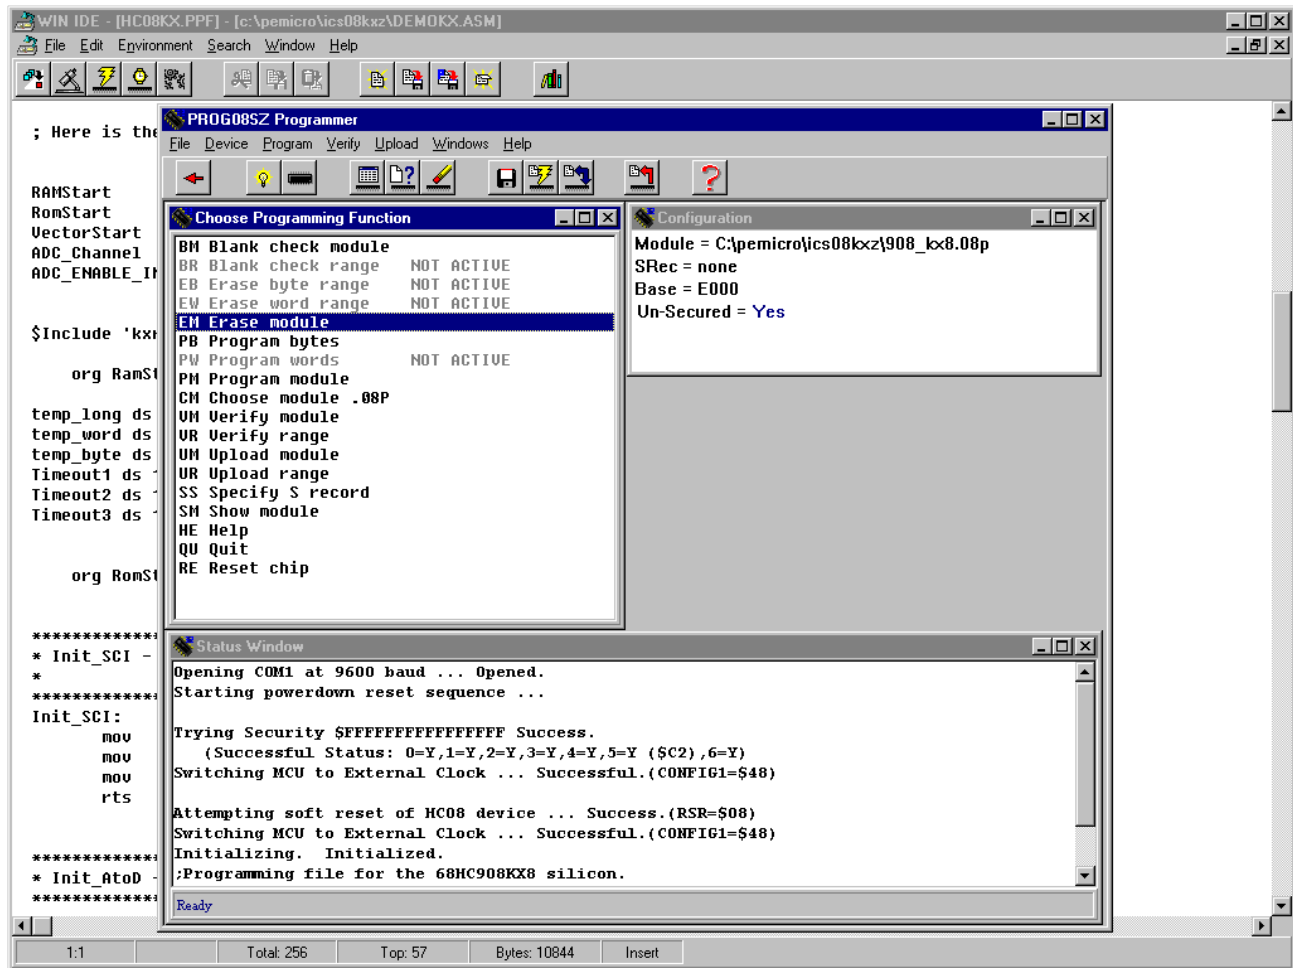 WIN IDE - [HC08KX.PPF] - [c:\pemicro\ics08kxz\DEMOKX.ASM]
File Edit Environment Search Window Help
; Here is the
RAMStart
RomStart
VectorStart
ADC_Channel
ADC_ENABLE_I
$Include 'kx
org RamSt
temp_long ds
temp_word ds
temp_byte ds
Timeout1 ds
Timeout2 ds
Timeout3 ds
org RomSt
*************
* Init_SCI -
*
*************
Init_SCI:
mov
mov
mov
rts
*************
* Init_AtoD -
*************
PROG08SZ Programmer
File Device Program Verify Upload Windows Help
Choose Programming Function
BM Blank check module
BR Blank check range NOT ACTIVE
EB Erase byte range NOT ACTIVE
EW Erase word range NOT ACTIVE
EM Erase module
PB Program bytes
PW Program words NOT ACTIVE
PM Program module
CM Choose module .08P
VM Verify module
VR Verify range
UM Upload module
UR Upload range
SS Specify S record
SM Show module
HE Help
QU Quit
RE Reset chip
Configuration
Module = C:\pemicro\ics08kxz\908_kx8.08p
SRec = none
Base = E000
Un-Secured = Yes
Status Window
Opening COM1 at 9600 baud ... Opened.
Starting powerdown reset sequence ...
Trying Security $FFFFFFFFFFFFFFFF Success.
(Successful Status: 0=Y,1=Y,2=Y,3=Y,4=Y,5=Y ($C2),6=Y)
Switching MCU to External Clock ... Successful.(CONFIG1=$48)
Attempting soft reset of HC08 device ... Success.(RSR=$08)
Switching MCU to External Clock ... Successful.(CONFIG1=$48)
Initializing. Initialized.
;Programming file for the 68HC908KX8 silicon.
Ready
1:1 Total: 256 Top: 57 Bytes: 10844 Insert